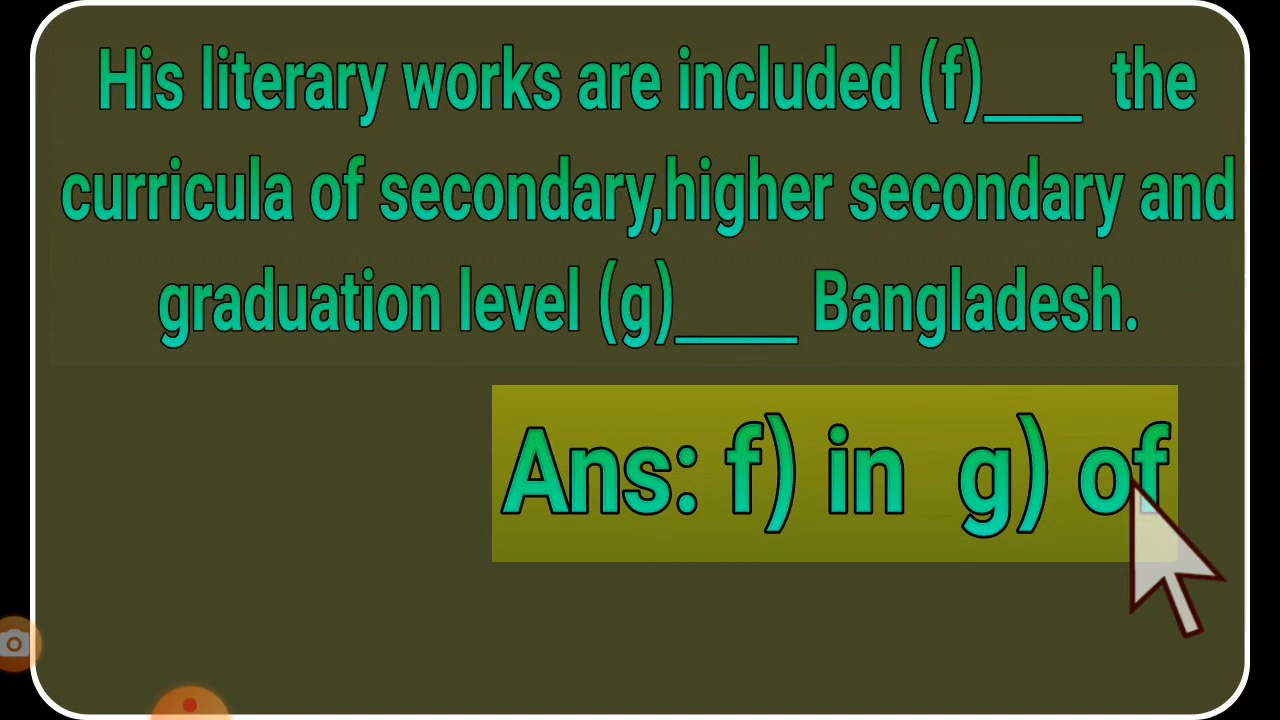 His literary works are included (f)___ the
curricula of secondary,higher secondary and
graduation level (g)____ Bangladesh.
Ans: f) in g) of